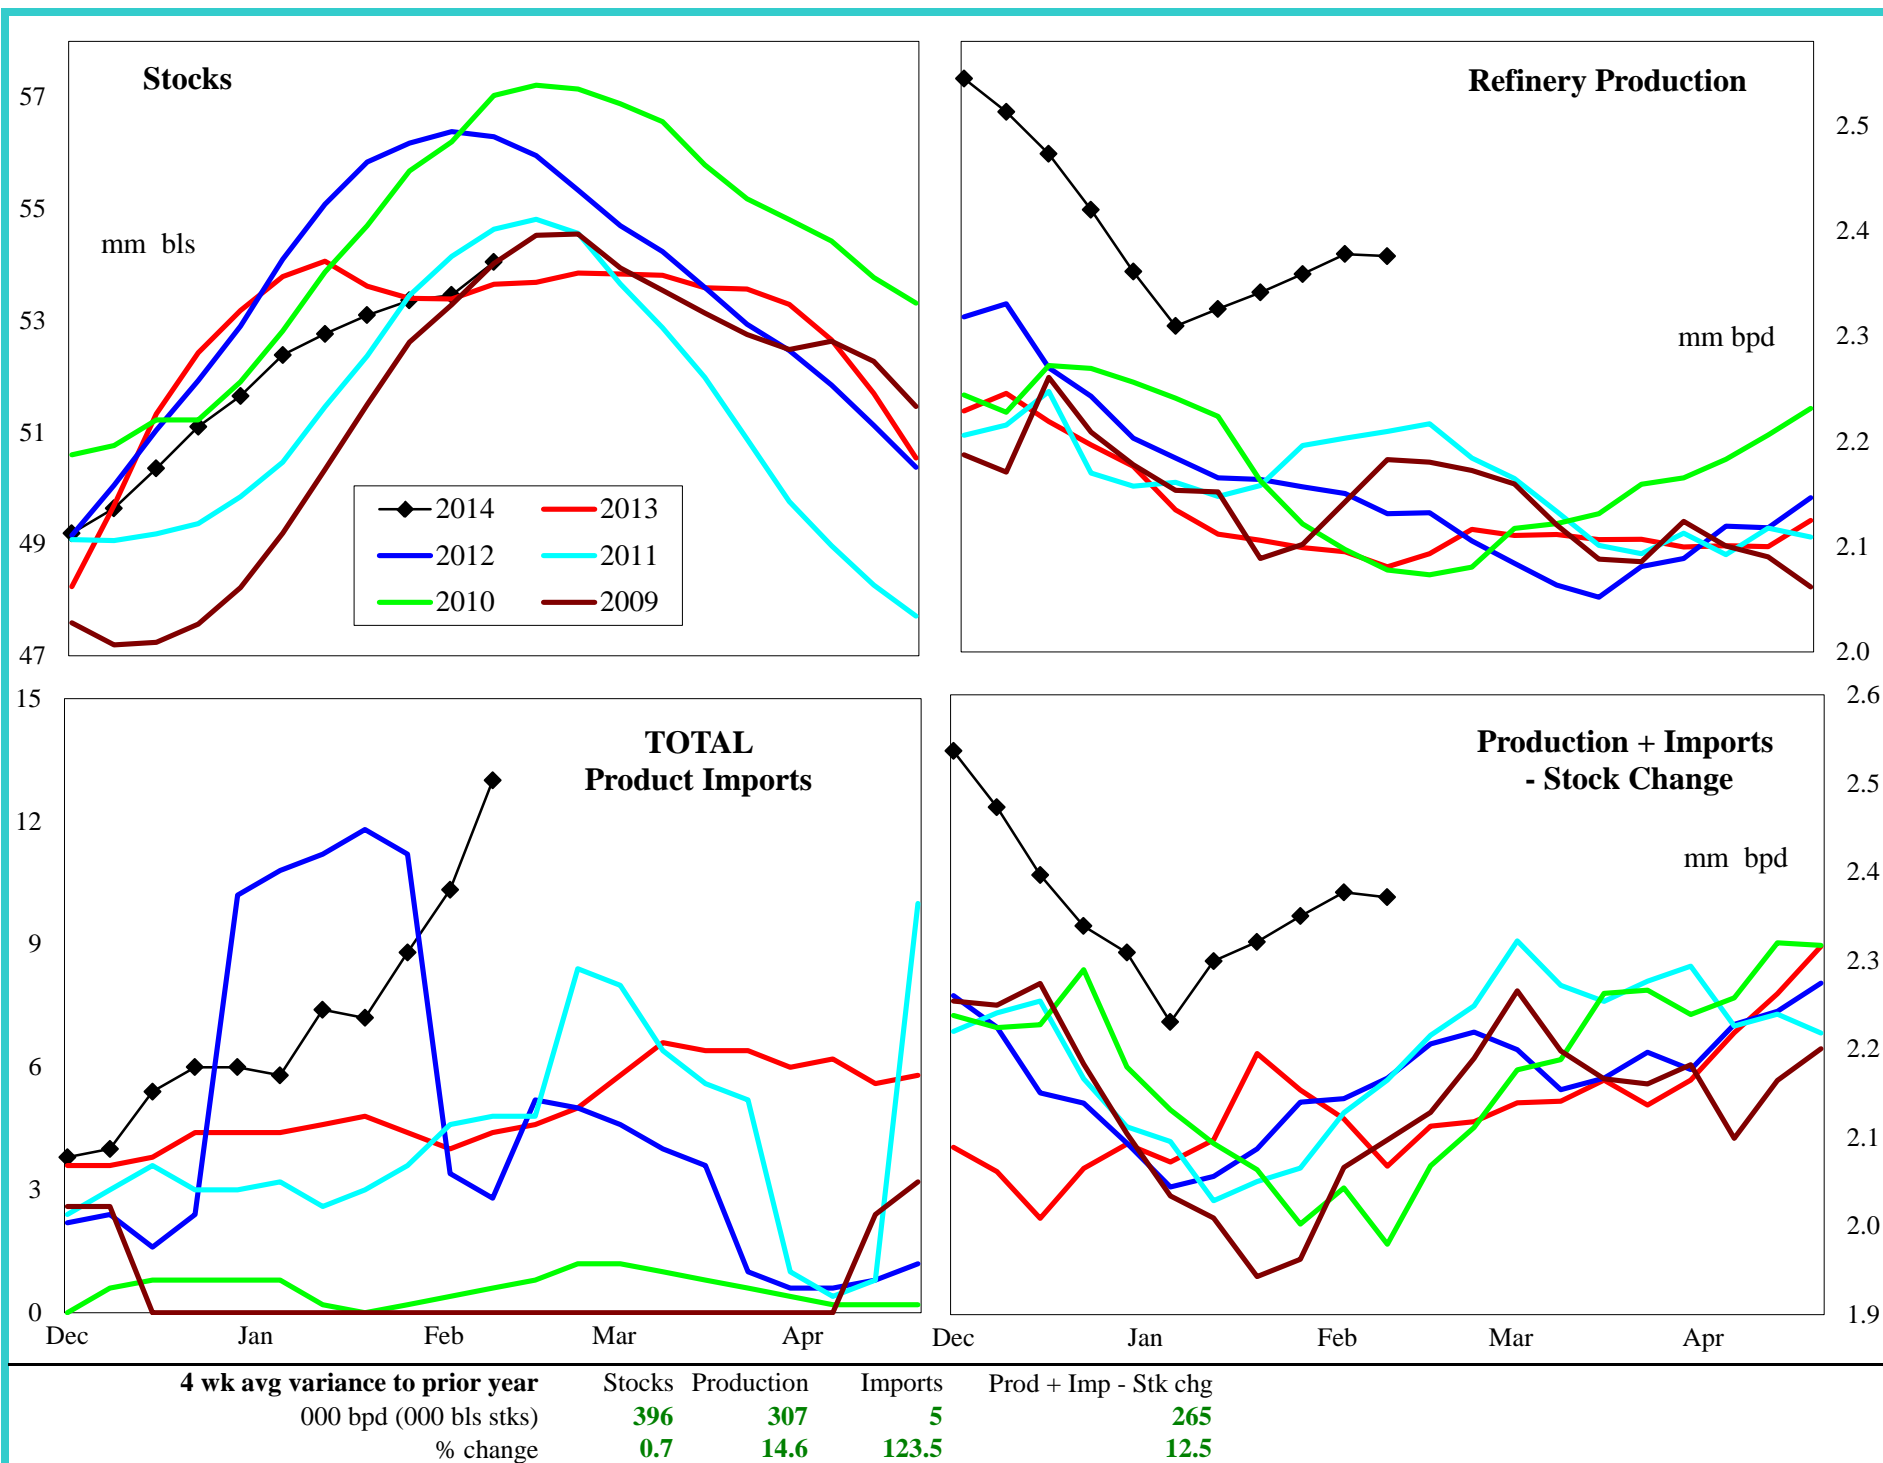 Stocks
57
55
53
51
49
47
mm bls
2014
2013
2012
2011
2010
2009
Refinery Production
2.5
2.4
2.3
2.2
2.1
2.0
mm bpd
TOTAL
Product Imports
15
12
9
6
3
0
Dec Jan Feb Mar Apr
Production + Imports
- Stock Change
mm bpd
2.6
2.5
2.4
2.3
2.2
2.1
2.0
1.9
Dec Jan Feb Mar Apr
4 wk avg variance to prior year Stocks Production Imports Prod + Imp - Stk chg
000 bpd (000 bls stks) 396 307 5 265
% change 0.7 14.6 123.5 12.5